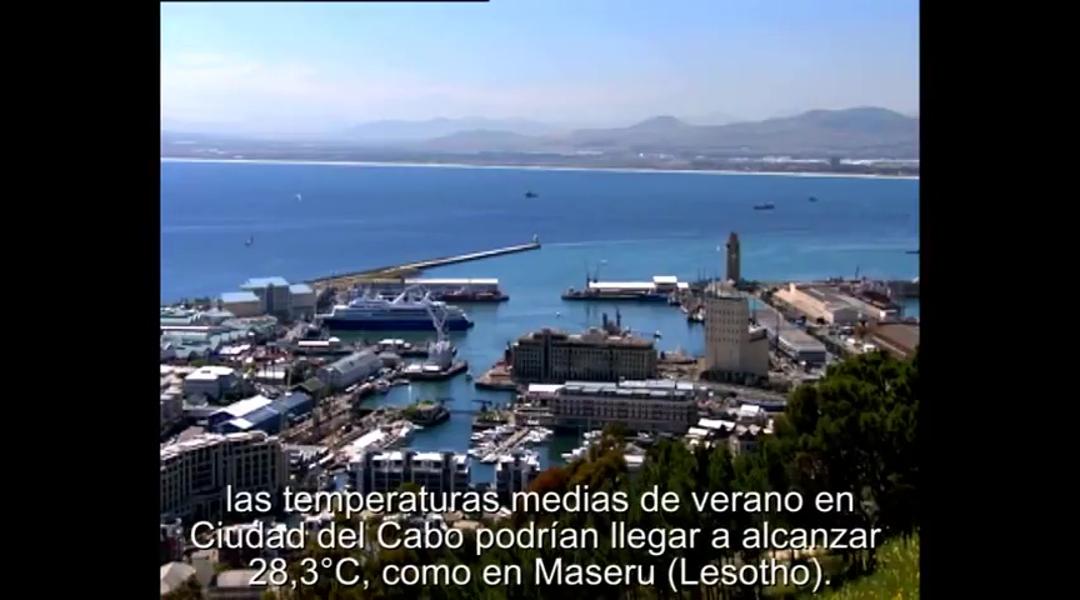 las temperaturas medias de verano en
Ciudad del Cabo podrían llegar a alcanzar
28,3°C, como en Maseru (Lesotho).